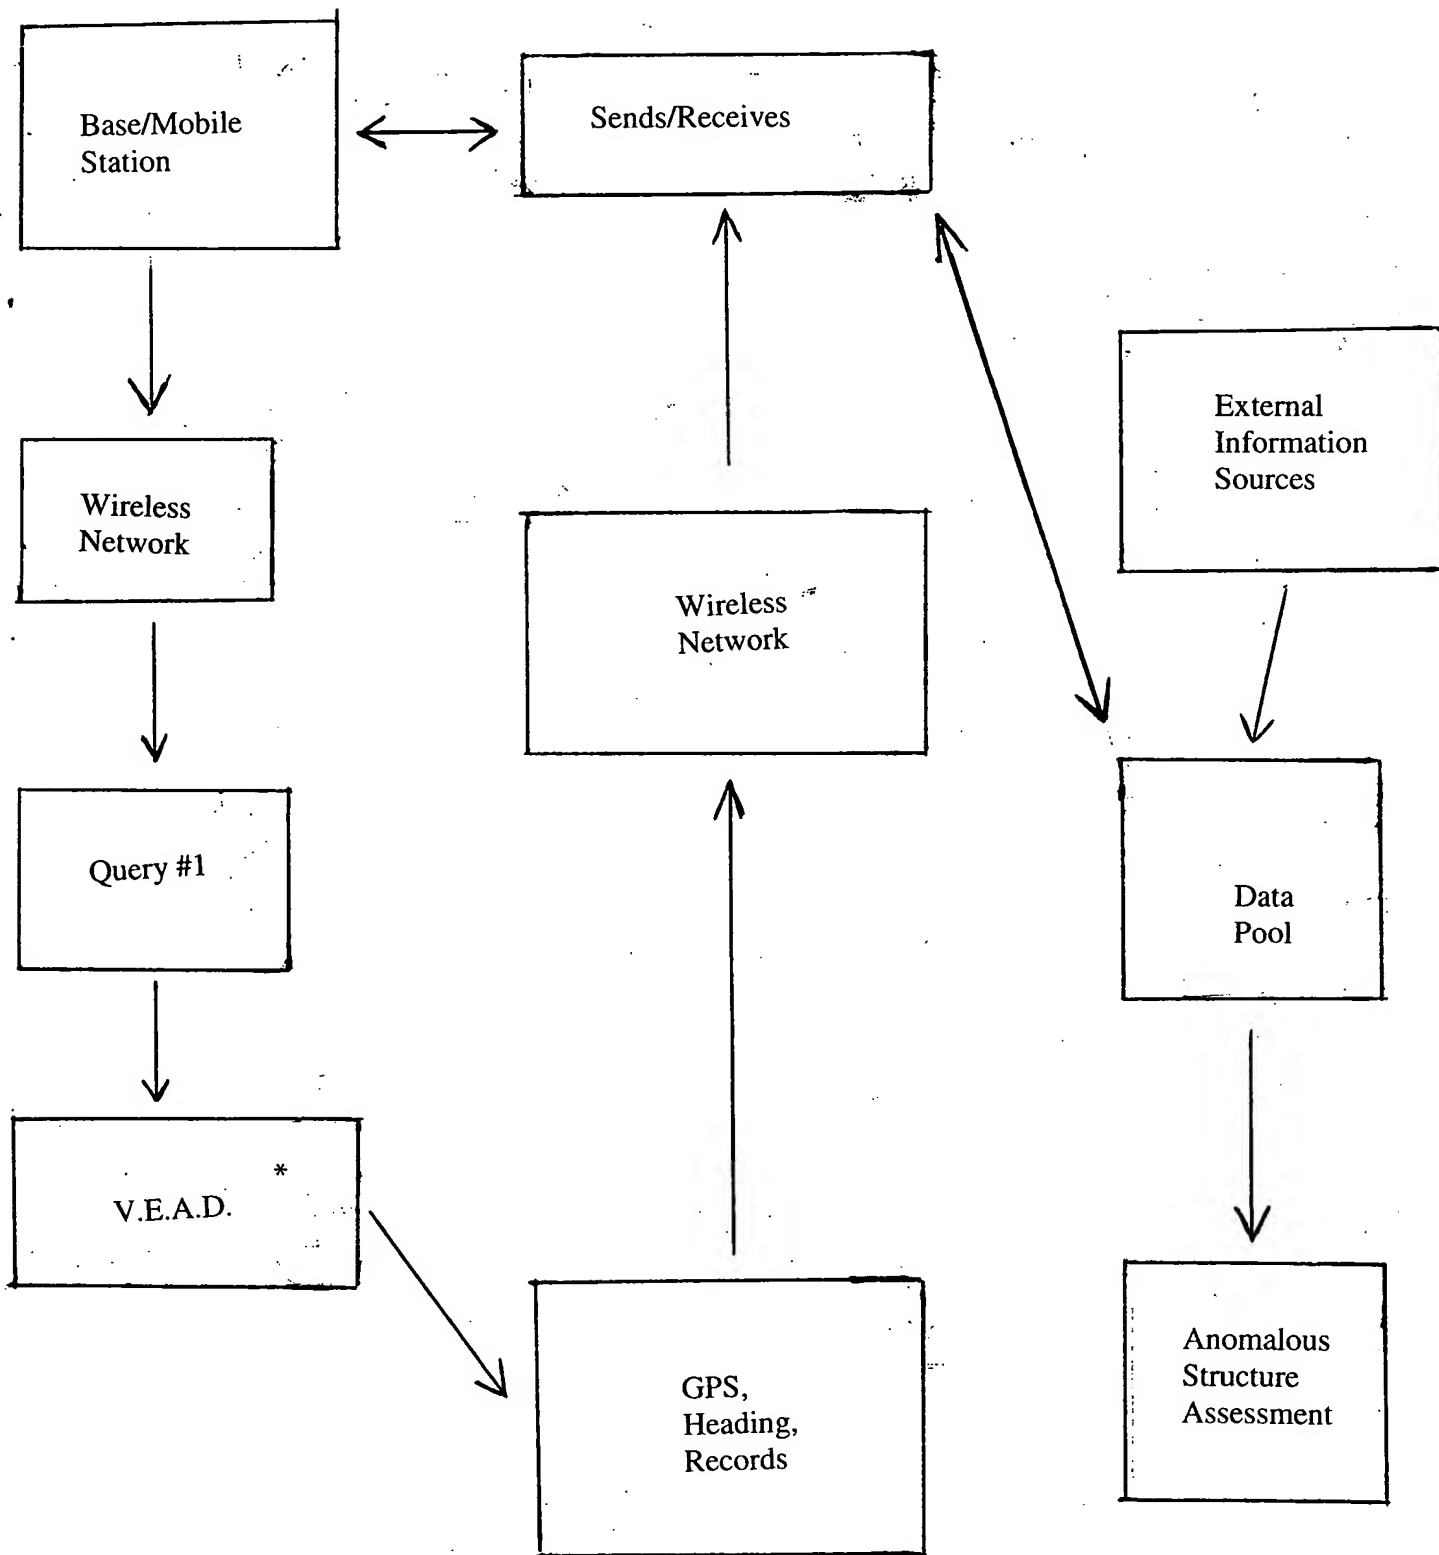 Base/Mobile
Station
Sends/Receives
External
Information
Sources
Wireless
Network
Wireless
Network
Query #1
Data
Pool
*
V.E.A.D.
GPS,
Heading,
Records
Anomalous
Structure
Assessment